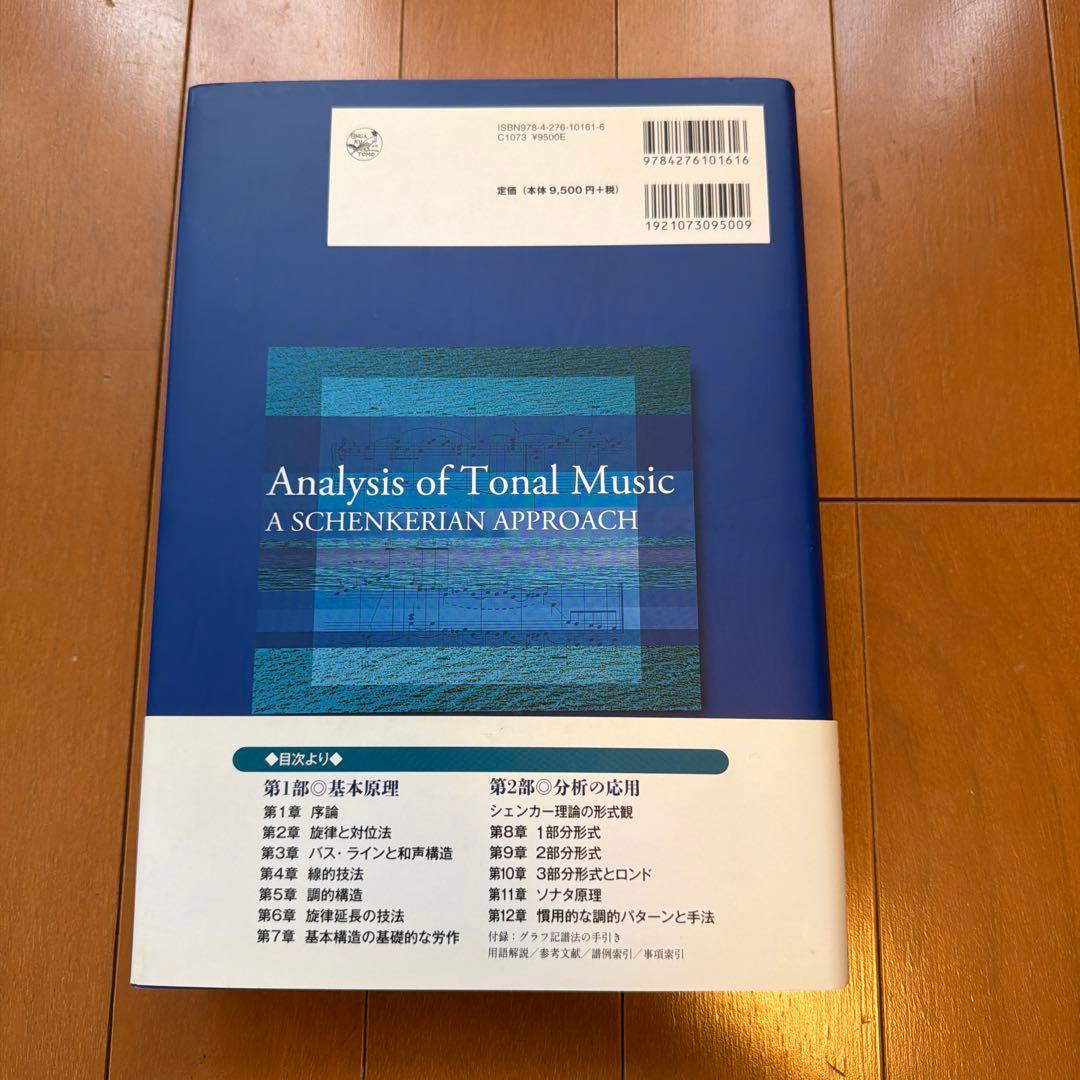 ISBN978-4-276-10161-6
C1073 ¥9500E
9784276101616
定価（本体9,500円+税）
1921073095009
Analysis of Tonal Music
A SCHENKERIAN APPROACH
◆目次より◆
第1部◎基本原理
第1章 序論
第2章 旋律と対位法
第3章 バス・ラインと和声構造
第4章 線的技法
第5章 調的構造
第6章 旋律延長の技法
第7章 基本構造の基礎的な労作
第2部◎分析の応用
シェンカー理論の形式観
第8章 1部分形式
第9章 2部分形式
第10章 3部分形式とロンド
第11章 ソナタ原理
第12章 慣用的な調的パターンと手法
付録：グラフ記譜法の手引き
用語解説／参考文献／譜例索引／事項索引